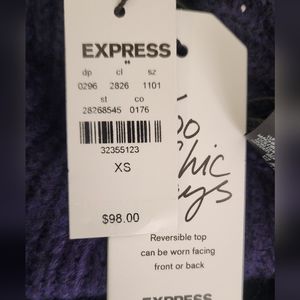 EXPRESS
dp cl sz
0296 2826 1101
st co
28268545 0176
32355123
XS
$98.00
Chic
Reversible top
can be worn facing
front or back
EXPRESS